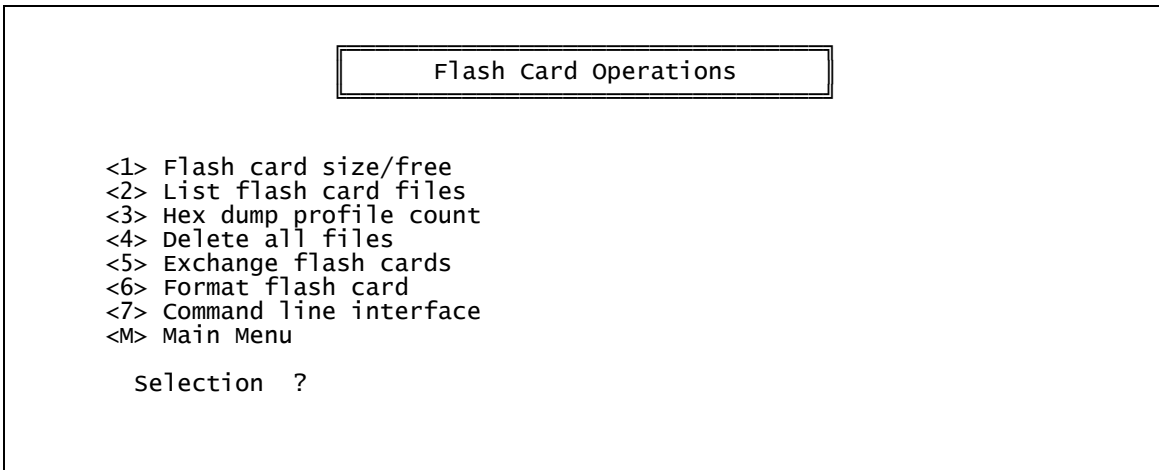 Flash Card Operations
<1> Flash card size/free
<2> List flash card files
<3> Hex dump profile count
<4> Delete all files
<5> Exchange flash cards
<6> Format flash card
<7> Command line interface
<M> Main Menu
Selection ?